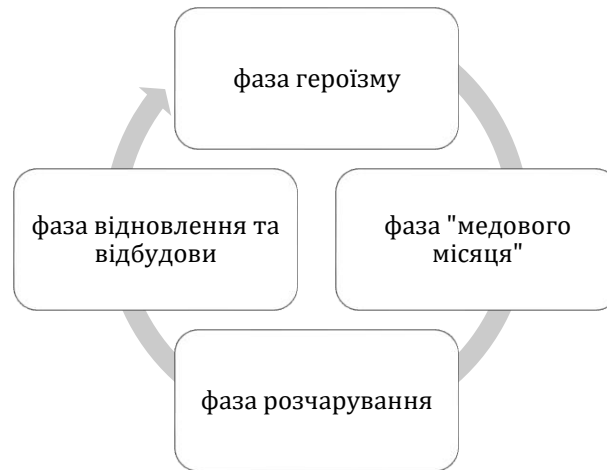 фаза героїзму
фаза "медового
місяця"
фаза розчарування
фаза відновлення та
відбудови